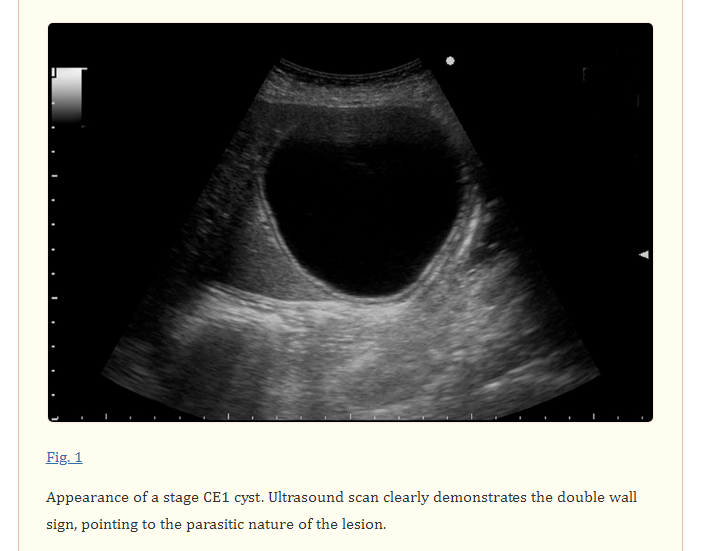 Fig. 1
Appearance of a stage CE1 cyst. Ultrasound scan clearly demonstrates the double wall
sign, pointing to the parasitic nature of the lesion.